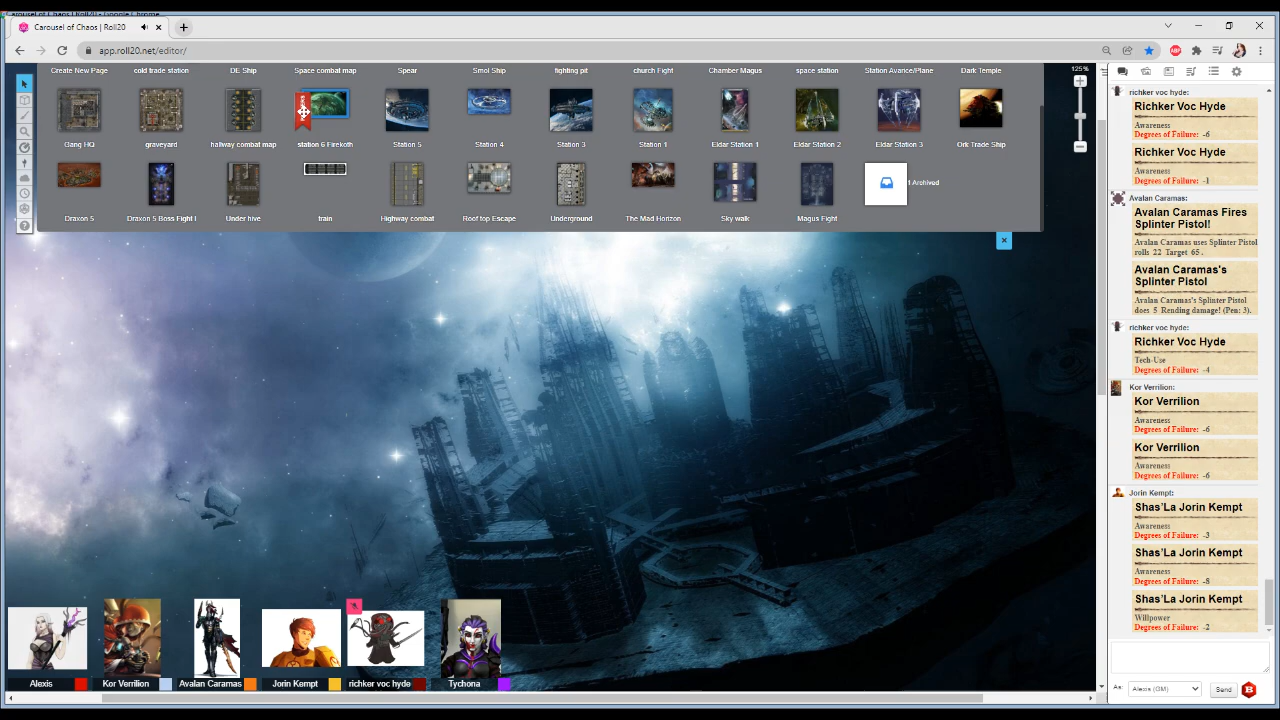 Carousel of Chaos | Roll20 - Google Chrome
Carousel of Chaos | Roll20
app.roll20.net/editor/
ABP
Create New Page
cold trade station
DE Ship
Space combat map
Spear
Smol Ship
fighting pit
church Fight
Chamber Magus
space station
Station Avarice/Plane
Dark Temple
125%
Gang HQ
graveyard
hallway combat map
station 6 Firekoth
Station 5
Station 4
Station 3
Station 1
Eldar Station 1
Eldar Station 2
Eldar Station 3
Ork Trade Ship
1 Archived
Draxon 5
Draxon 5 Boss Fight I
Under hive
train
Highway combat
Roof top Escape
Underground
The Mad Horizon
Sky walk
Magus Fight
richker voc hyde:
Richker Voc Hyde
Awareness
Degrees of Failure: -6
Richker Voc Hyde
Awareness
Degrees of Failure: -1
Avalan Caramas:
Avalan Caramas Fires
Splinter Pistol!
Avalan Caramas uses Splinter Pistol
rolls 22 Target 65 .
Avalan Caramas's
Splinter Pistol
Avalan Caramas's Splinter Pistol
does 5 Rending damage! (Pen: 3).
richker voc hyde:
Richker Voc Hyde
Tech-Use
Degrees of Failure: -4
Kor Verrilion:
Kor Verrilion
Awareness
Degrees of Failure: -6
Kor Verrilion
Awareness
Degrees of Failure: -6
Jorin Kempt:
Shas'La Jorin Kempt
Awareness
Degrees of Failure: -3
Shas'La Jorin Kempt
Awareness
Degrees of Failure: -8
Shas'La Jorin Kempt
Willpower
Degrees of Failure: -2
Alexis
Kor Verrilion
Avalan Caramas
Jorin Kempt
richker voc hyde
Tychona
As:
Alexis (GM)
Send
B